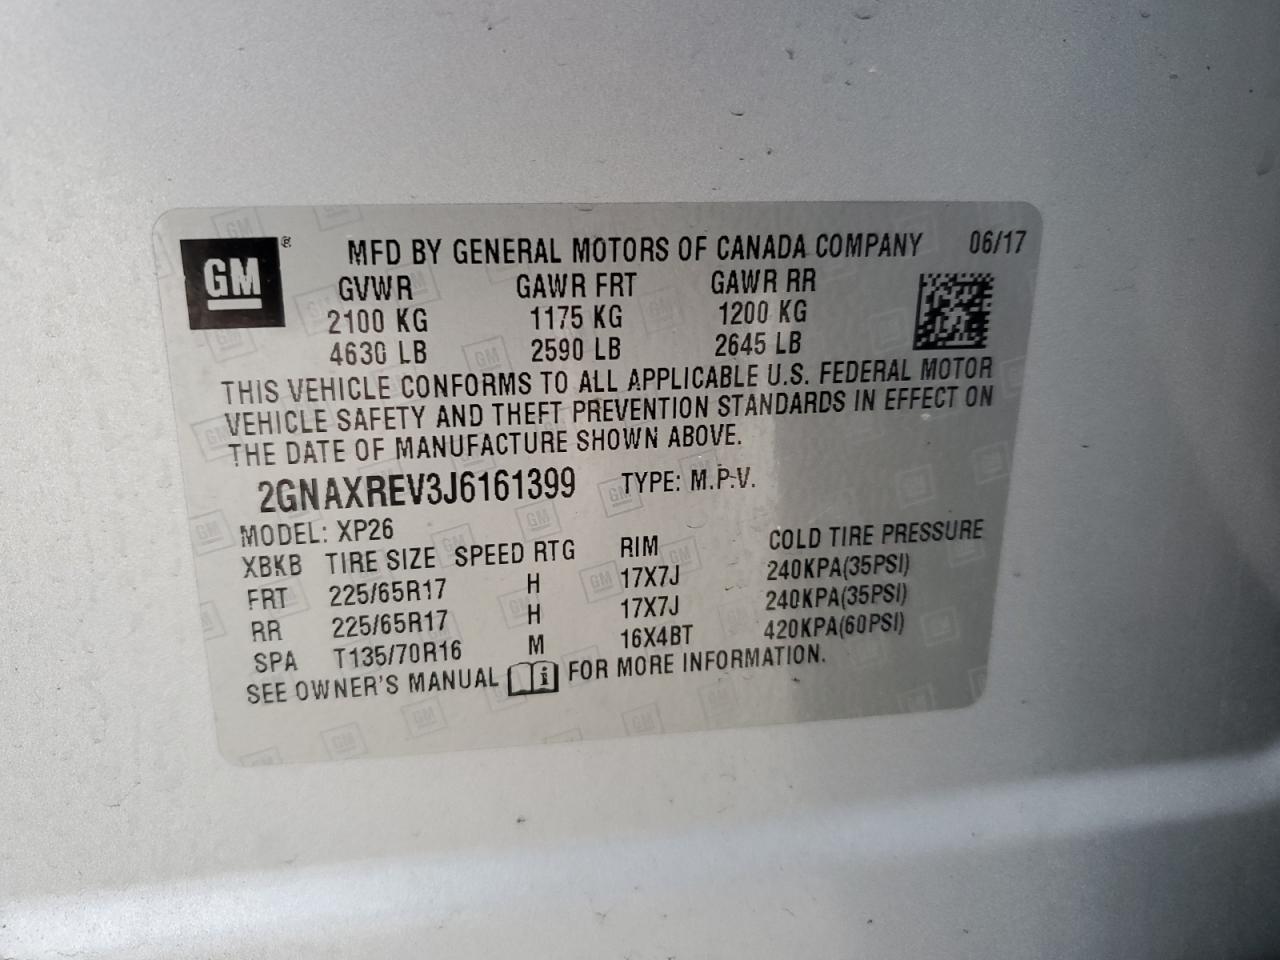 GM ® MFD BY GENERAL MOTORS OF CANADA COMPANY 06/17
GVWR GAWR FRT GAWR RR
2100 KG 1175 KG 1200 KG
4630 LB 2590 LB 2645 LB
THIS VEHICLE CONFORMS TO ALL APPLICABLE U.S. FEDERAL MOTOR
VEHICLE SAFETY AND THEFT PREVENTION STANDARDS IN EFFECT ON
THE DATE OF MANUFACTURE SHOWN ABOVE.
2GNAXREV3J6161399 TYPE: M.P.V.
MODEL: XP26
XBKB TIRE SIZE SPEED RTG RIM COLD TIRE PRESSURE
FRT 225/65R17 H 17X7J 240KPA(35PSI)
RR 225/65R17 H 17X7J 240KPA(35PSI)
SPA T135/70R16 M 16X4BT 420KPA(60PSI)
SEE OWNER'S MANUAL i FOR MORE INFORMATION.